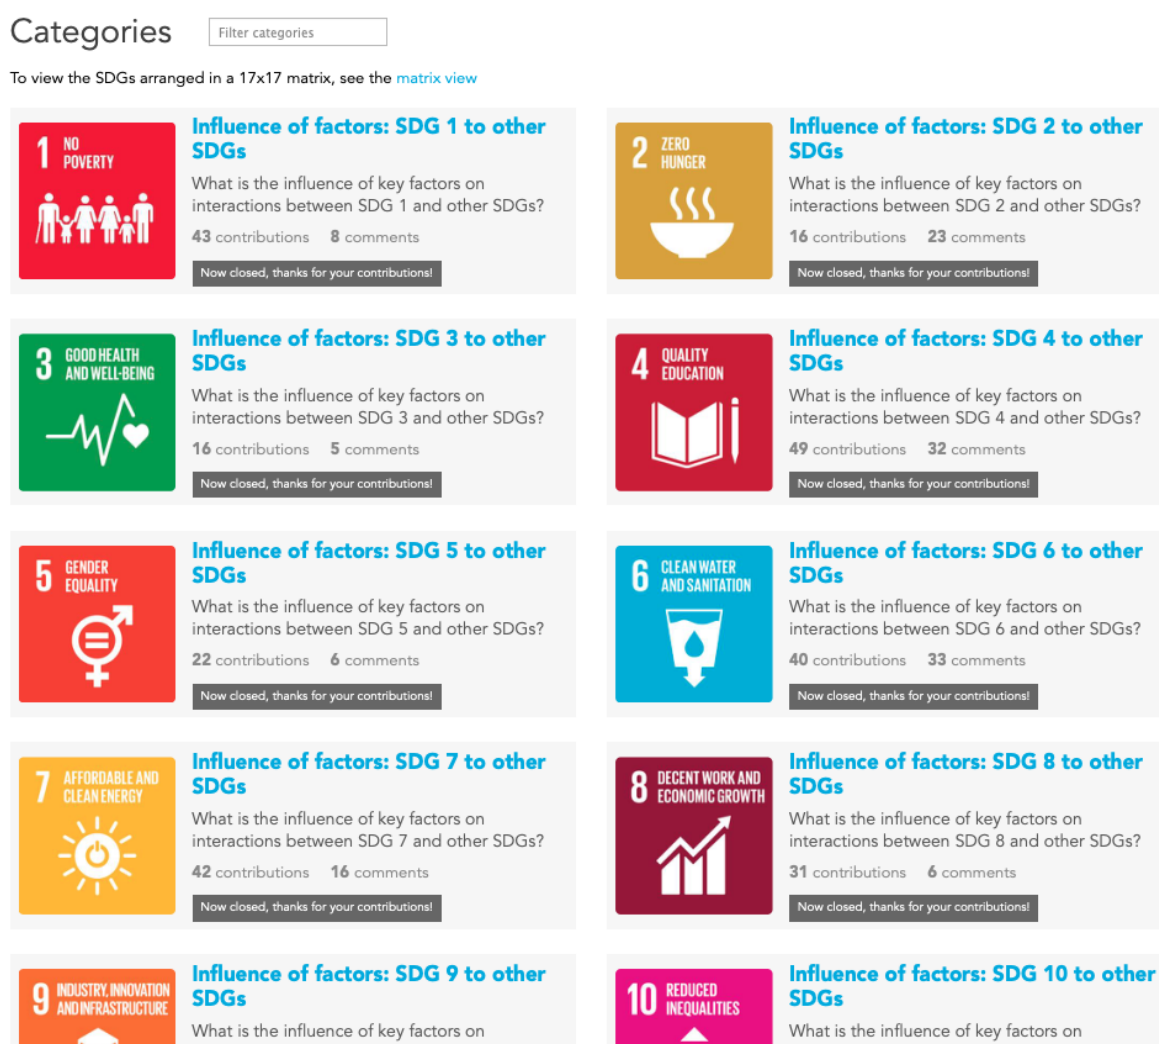 Categories
Filter categories
To view the SDGs arranged in a 17x17 matrix, see the matrix view
1 NO
POVERTY
Influence of factors: SDG 1 to other
SDGs
What is the influence of key factors on
interactions between SDG 1 and other SDGs?
43 contributions 8 comments
Now closed, thanks for your contributions!
2 ZERO
HUNGER
Influence of factors: SDG 2 to other
SDGs
What is the influence of key factors on
interactions between SDG 2 and other SDGs?
16 contributions 23 comments
Now closed, thanks for your contributions!
3 GOOD HEALTH
AND WELL-BEING
Influence of factors: SDG 3 to other
SDGs
What is the influence of key factors on
interactions between SDG 3 and other SDGs?
16 contributions 5 comments
Now closed, thanks for your contributions!
4 QUALITY
EDUCATION
Influence of factors: SDG 4 to other
SDGs
What is the influence of key factors on
interactions between SDG 4 and other SDGs?
49 contributions 32 comments
Now closed, thanks for your contributions!
5 GENDER
EQUALITY
Influence of factors: SDG 5 to other
SDGs
What is the influence of key factors on
interactions between SDG 5 and other SDGs?
22 contributions 6 comments
Now closed, thanks for your contributions!
6 CLEAN WATER
AND SANITATION
Influence of factors: SDG 6 to other
SDGs
What is the influence of key factors on
interactions between SDG 6 and other SDGs?
40 contributions 33 comments
Now closed, thanks for your contributions!
7 AFFORDABLE AND
CLEAN ENERGY
Influence of factors: SDG 7 to other
SDGs
What is the influence of key factors on
interactions between SDG 7 and other SDGs?
42 contributions 16 comments
Now closed, thanks for your contributions!
8 DECENT WORK AND
ECONOMIC GROWTH
Influence of factors: SDG 8 to other
SDGs
What is the influence of key factors on
interactions between SDG 8 and other SDGs?
31 contributions 6 comments
Now closed, thanks for your contributions!
9 INDUSTRY, INNOVATION
AND INFRASTRUCTURE
Influence of factors: SDG 9 to other
SDGs
What is the influence of key factors on
10 REDUCED
INEQUALITIES
Influence of factors: SDG 10 to other
SDGs
What is the influence of key factors on